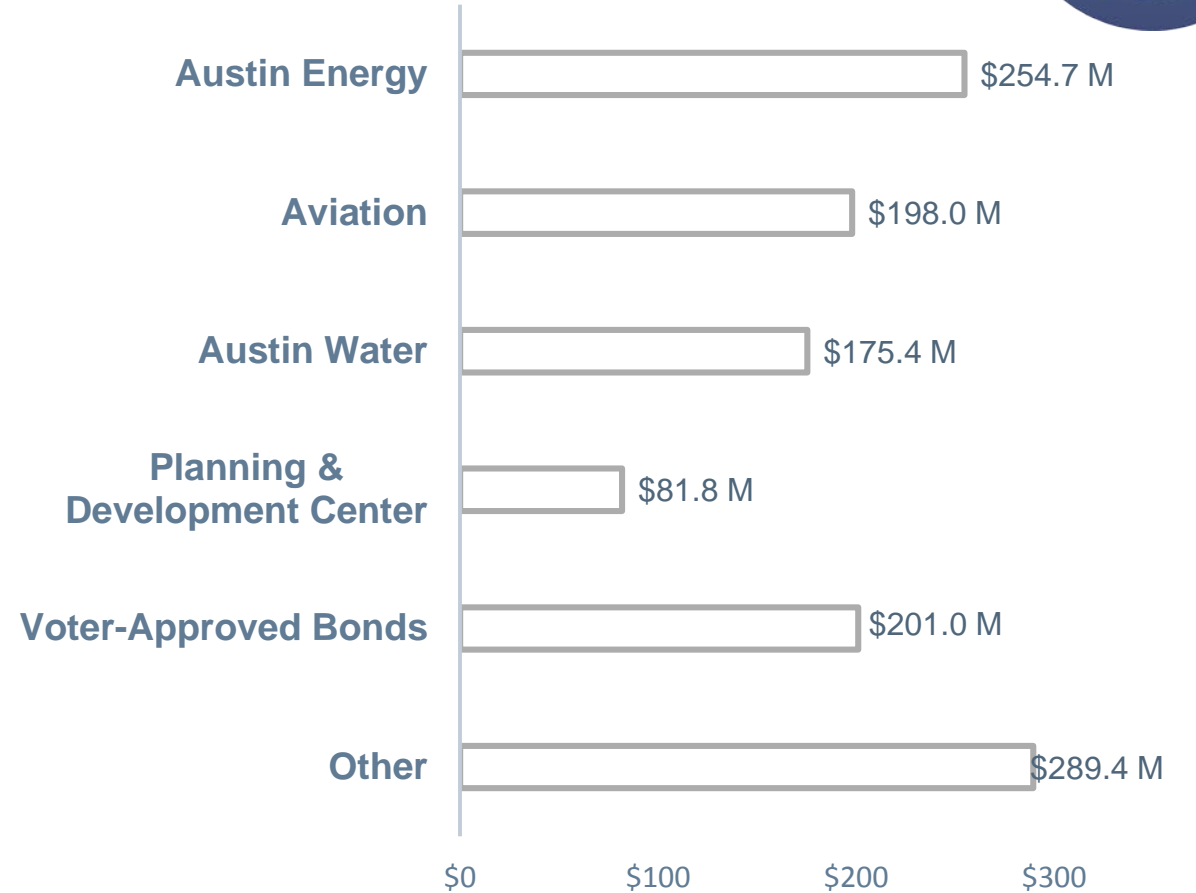 Austin Energy
$254.7 M
Aviation
$198.0 M
Austin Water
$175.4 M
Planning &
Development Center
$81.8 M
Voter-Approved Bonds
$201.0 M
Other
$289.4 M
$0 $100 $200 $300